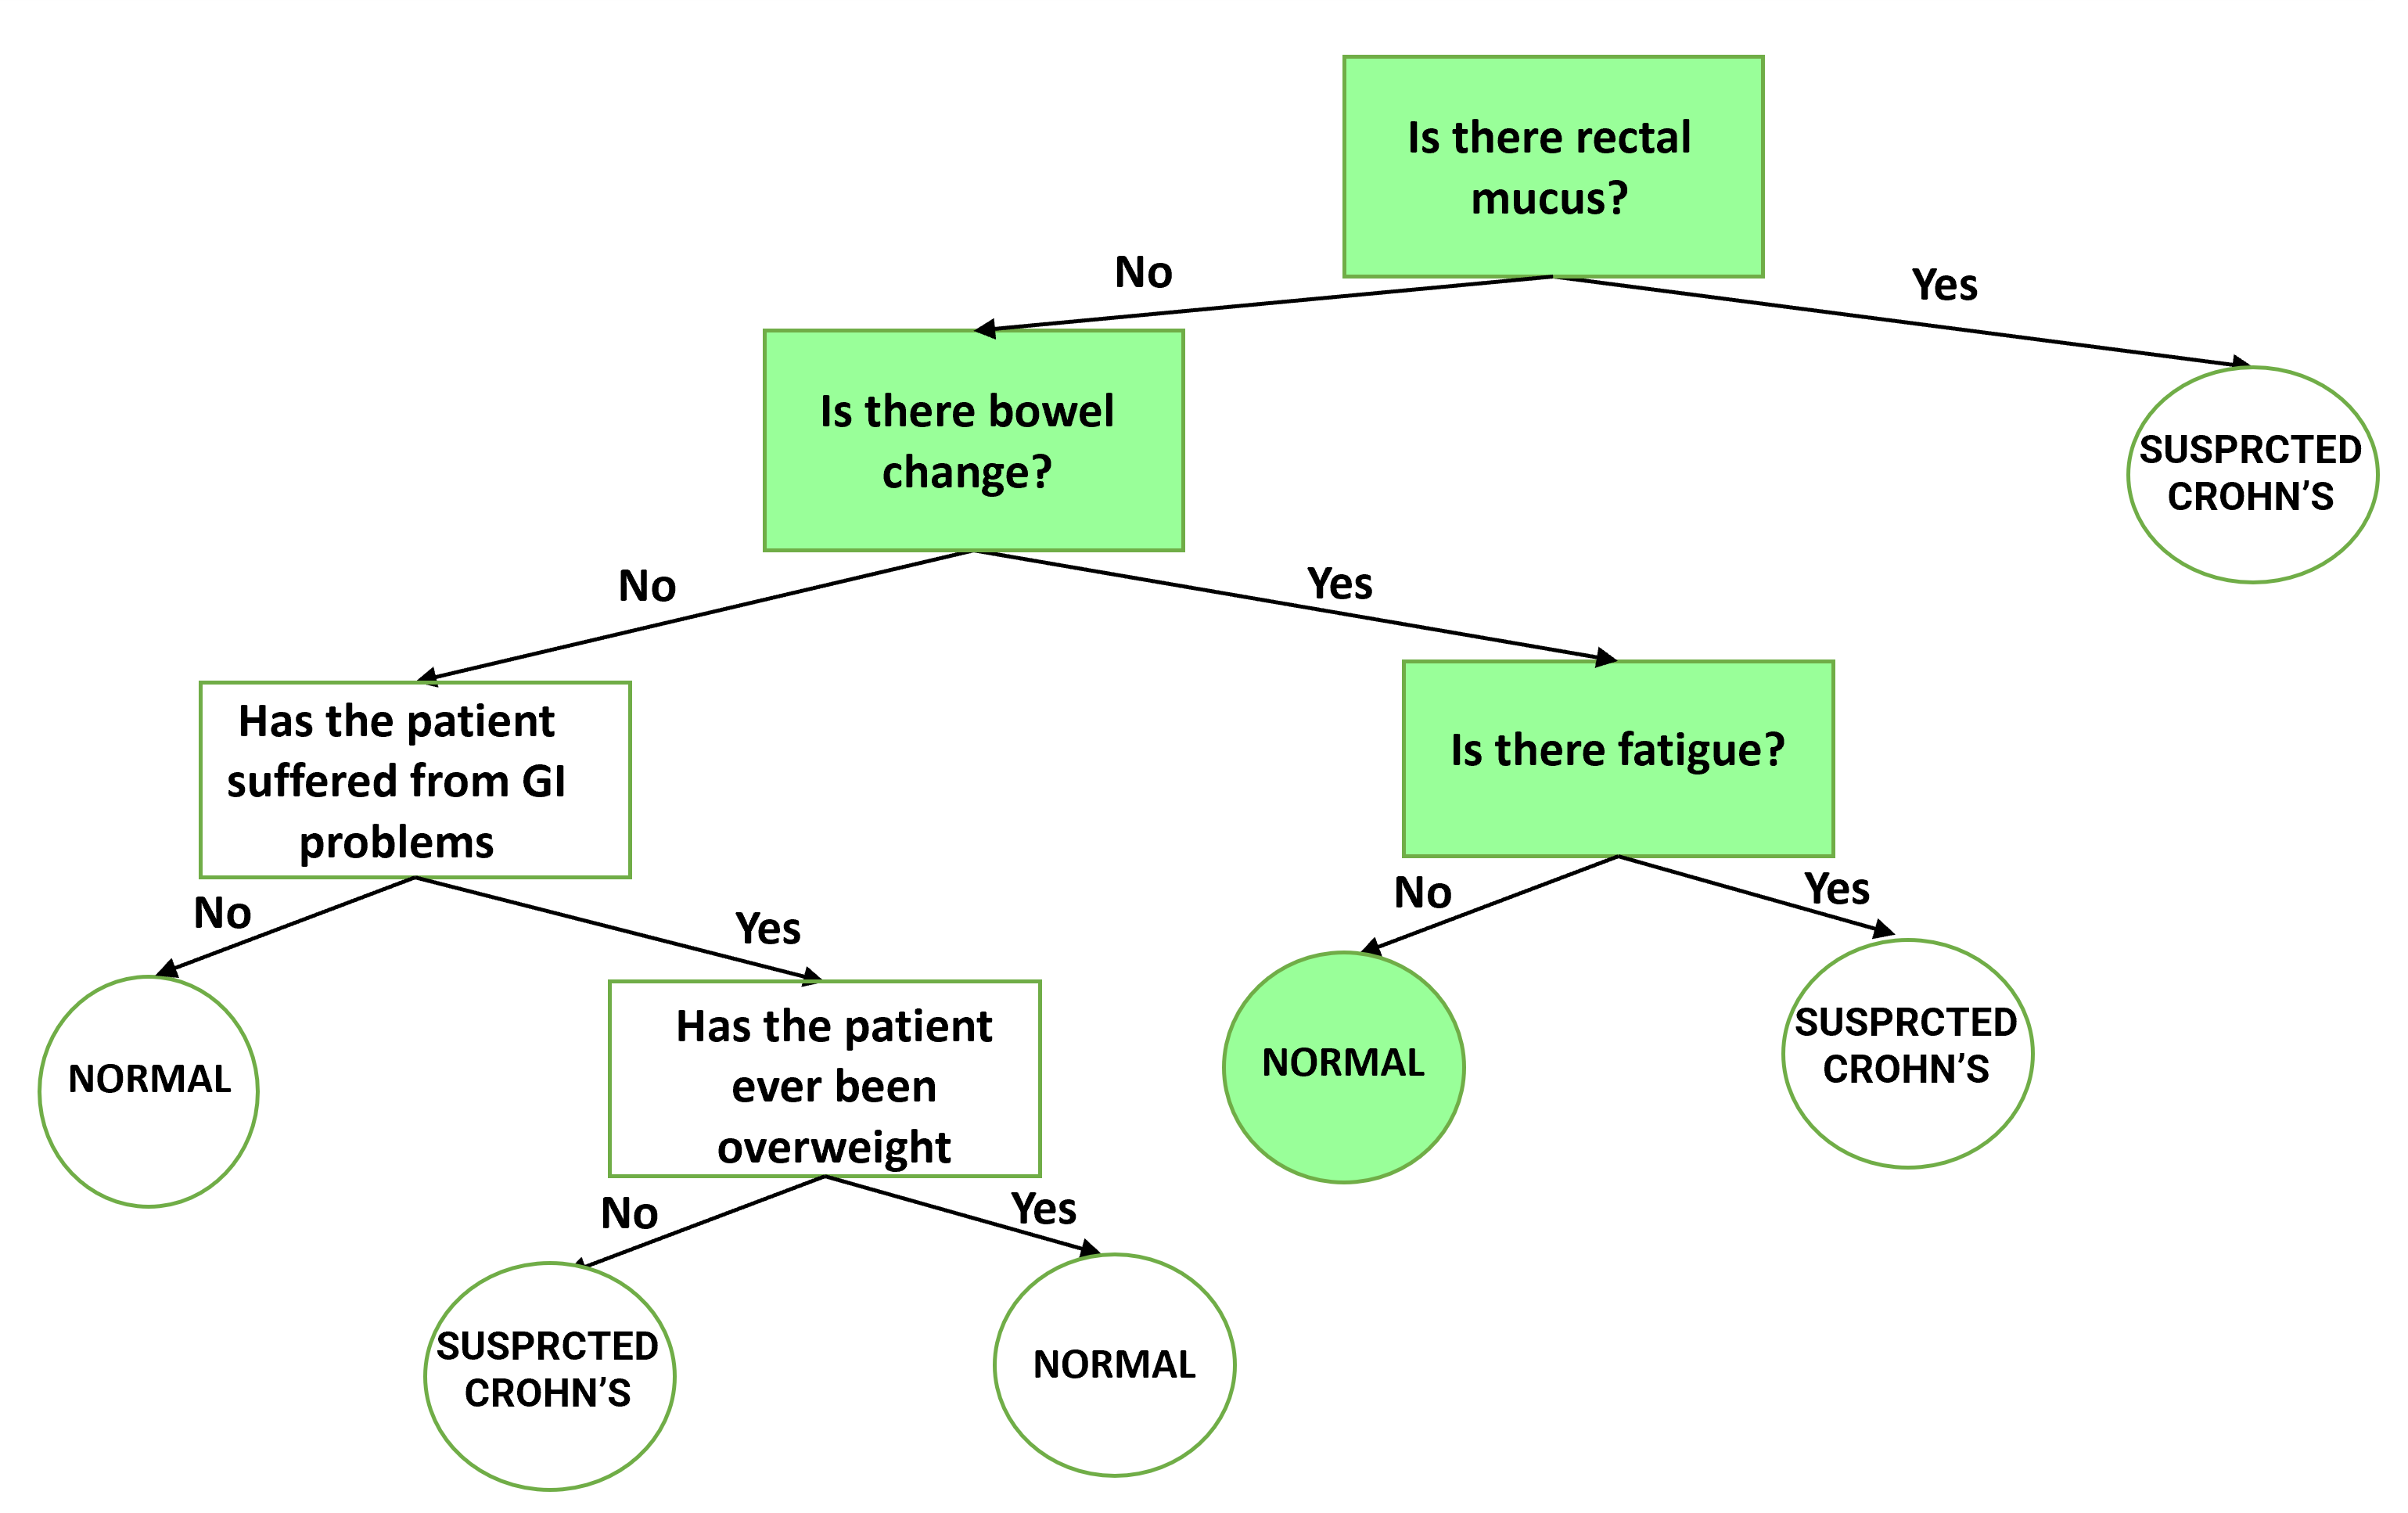 Is there rectal
mucus?
No
Yes
Is there bowel
change?
SUSPRCTED
CROHN’S
No
Yes
Has the patient
suffered from GI
problems
Is there fatigue?
No
Yes
No
Yes
NORMAL
Has the patient
ever been
overweight
NORMAL
SUSPRCTED
CROHN’S
No
Yes
SUSPRCTED
CROHN’S
NORMAL